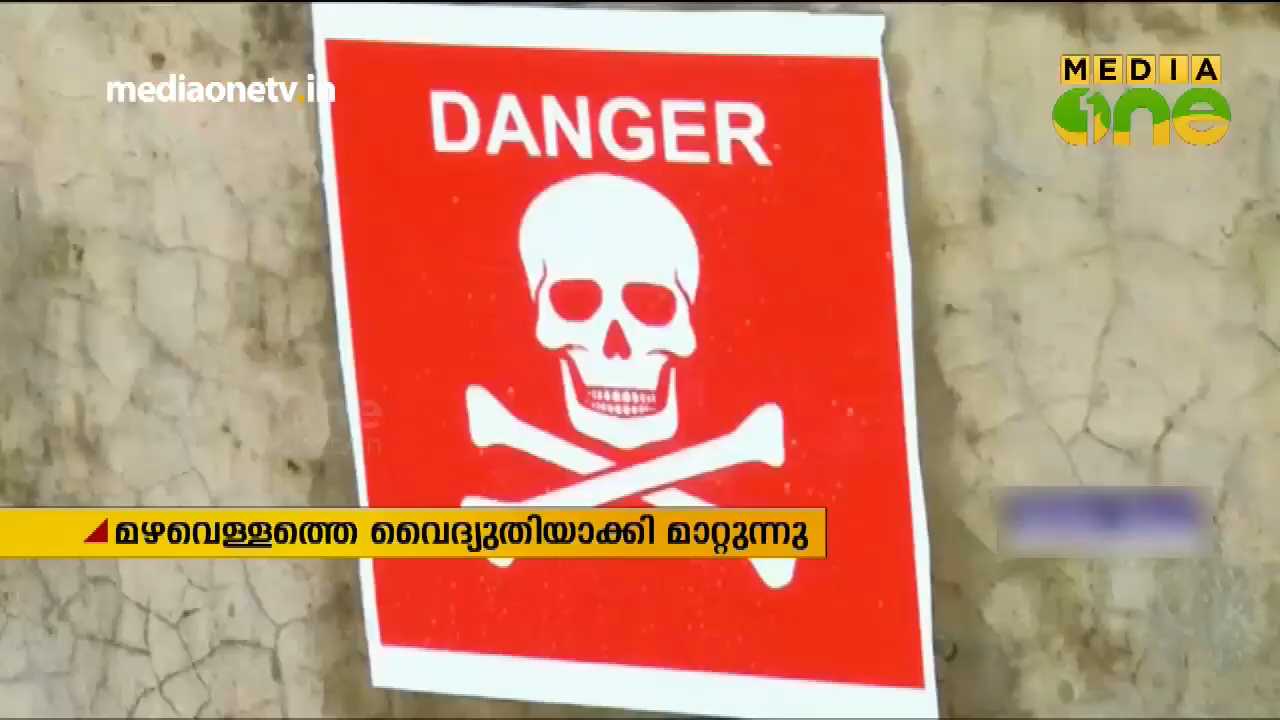 mediaonetv.in
MEDIA
one
DANGER
മഴവെള്ളത്തെ വൈദ്യുതിയാക്കി മാറ്റുന്നു